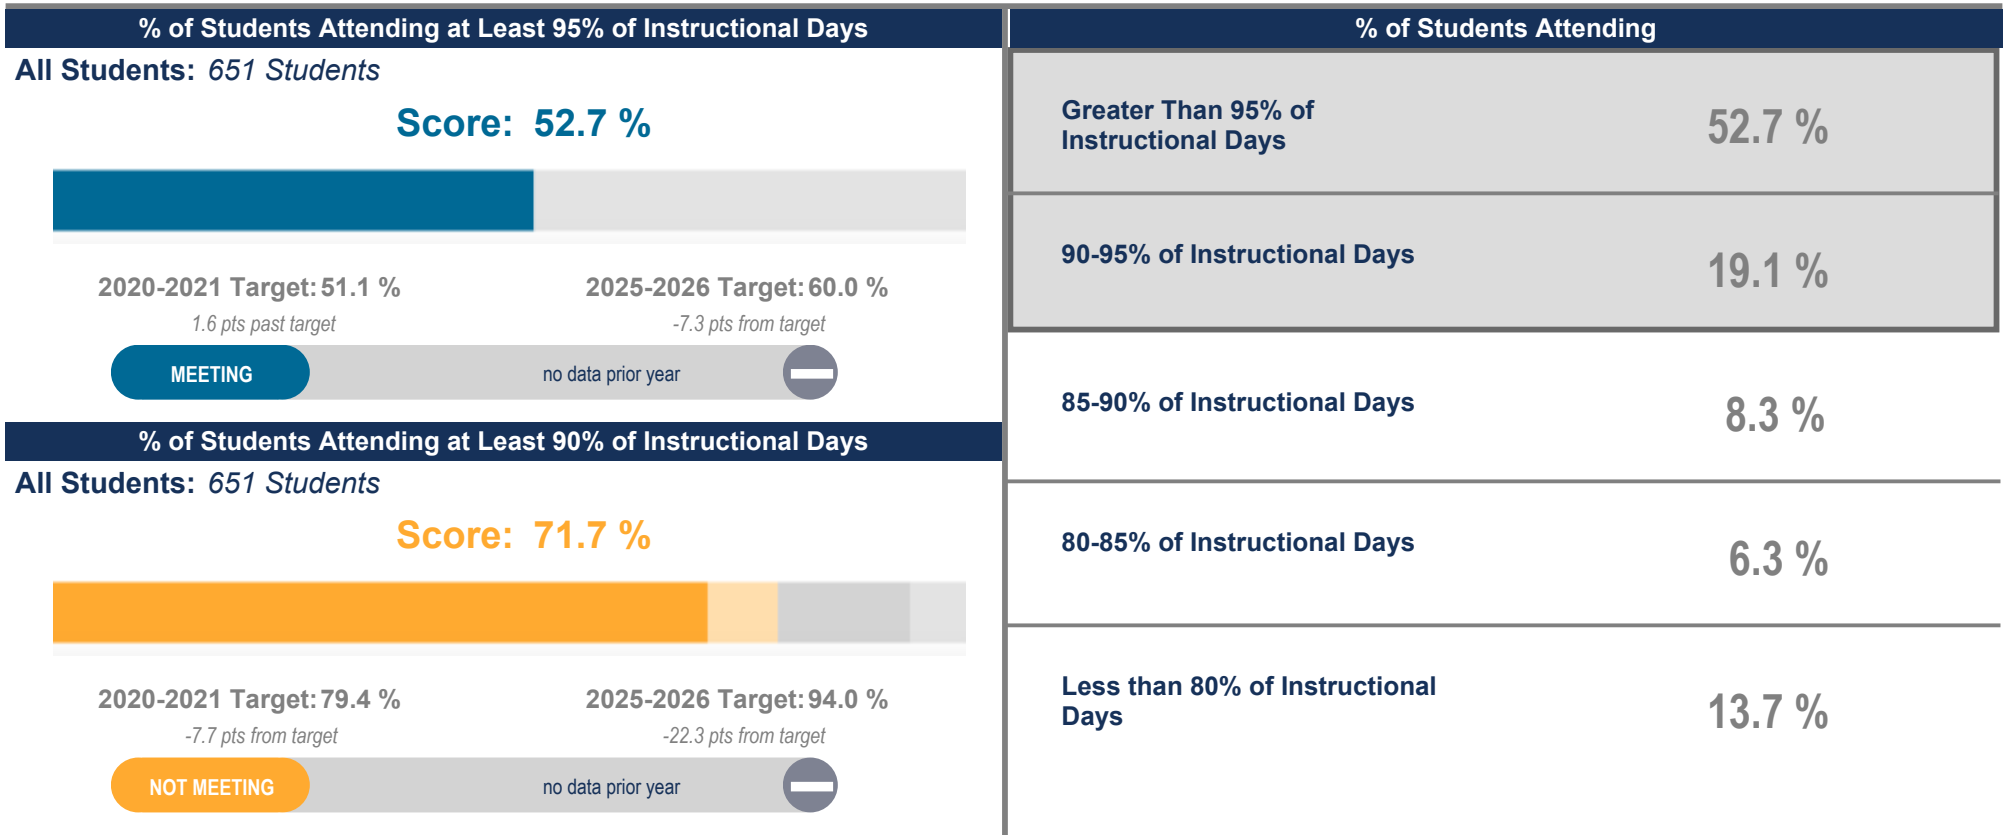 % of Students Attending at Least 95% of Instructional Days
All Students: 651 Students
Score: 52.7 %
2020-2021 Target: 51.1 %
1.6 pts past target
2025-2026 Target: 60.0 %
-7.3 pts from target
MEETING
no data prior year
% of Students Attending at Least 90% of Instructional Days
All Students: 651 Students
Score: 71.7 %
2020-2021 Target: 79.4 %
-7.7 pts from target
2025-2026 Target: 94.0 %
-22.3 pts from target
NOT MEETING
no data prior year
% of Students Attending
Greater Than 95% of
Instructional Days
52.7 %
90-95% of Instructional Days
19.1 %
85-90% of Instructional Days
8.3 %
80-85% of Instructional Days
6.3 %
Less than 80% of Instructional
Days
13.7 %